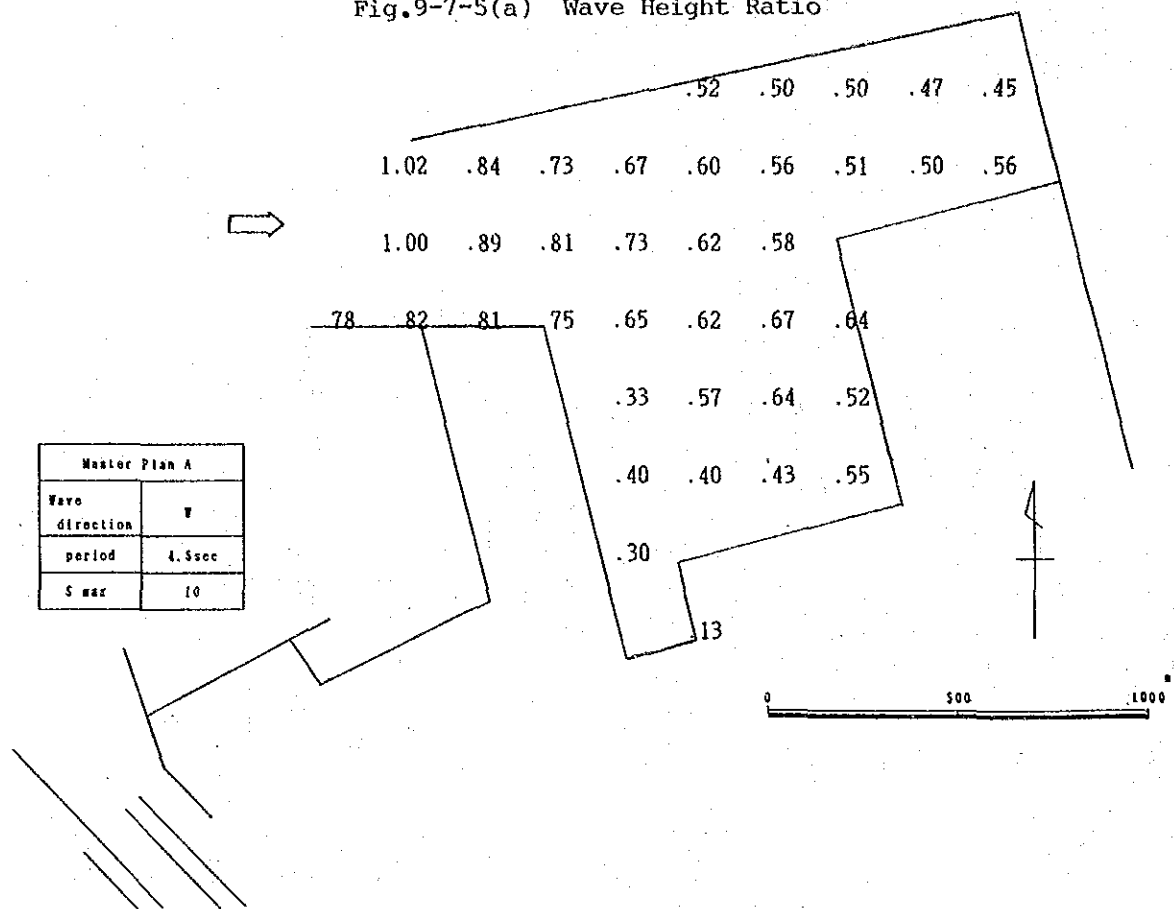 Fig.9-7-5(a) Wave Height Ratio
.52 .50 .50 .47 .45
1.02 .84 .73 .67 .60 .56 .51 .50 .56
1.00 .89 .81 .73 .62 .58
78 82 81 75 .65 .62 .67 .64
.33 .57 .64 .52
.40 .40 .43 .55
.30
13
Master Plan A
Wave direction W
period 4.5sec
S max 10
0 500 1000
m